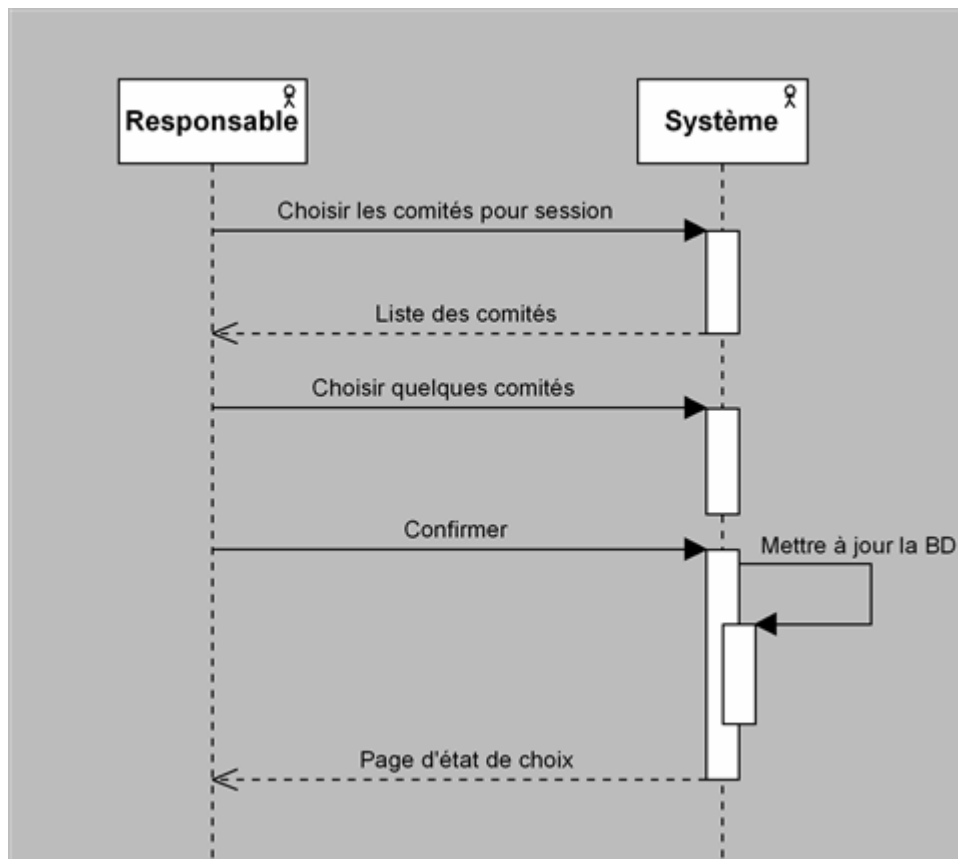 Responsable
Système
Choisir les comités pour session
Liste des comités
Choisir quelques comités
Confirmer
Mettre à jour la BD
Page d'état de choix